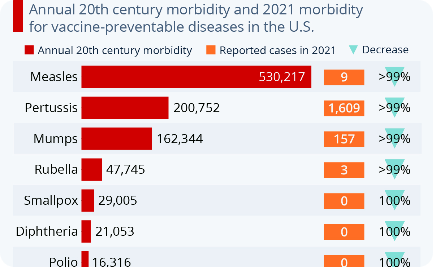 Annual 20th century morbidity and 2021 morbidity
for vaccine-preventable diseases in the U.S.
Annual 20th century morbidity Reported cases in 2021 Decrease
Measles 530,217 9 >99%
Pertussis 200,752 1,609 >99%
Mumps 162,344 157 >99%
Rubella 47,745 3 >99%
Smallpox 29,005 0 100%
Diphtheria 21,053 0 100%
Polio 16,316 0 100%